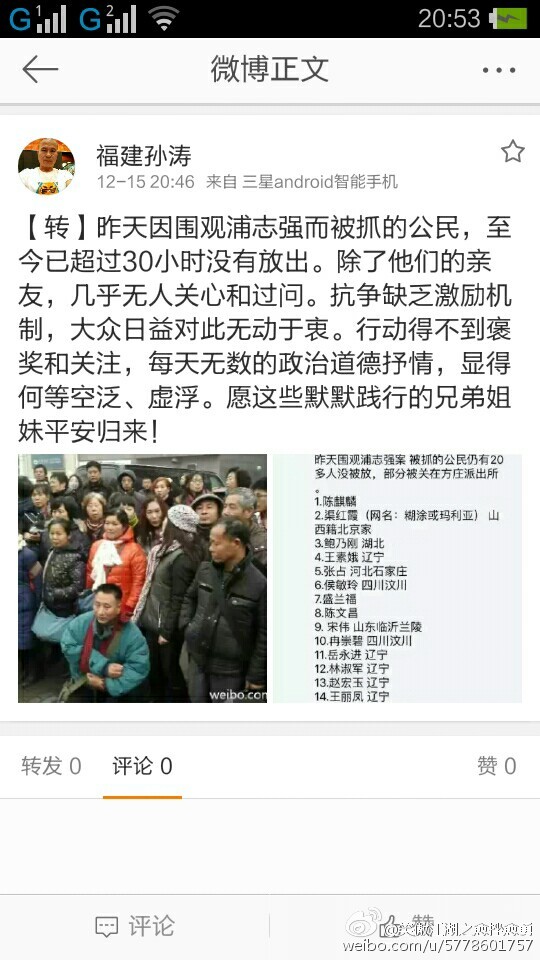 G 1 G 2 20:53
微博正文
福建孙涛
12-15 20:46 来自 三星android智能手机
【转】昨天因围观浦志强而被抓的公民，至
今已超过30小时没有放出。除了他们的亲
友，几乎无人关心和过问。抗争缺乏激励机
制，大众日益对此无动于衷。行动得不到褒
奖和关注，每天无数的政治道德抒情，显得
何等空泛、虚浮。愿这些默默践行的兄弟姐
妹平安归来！
weibo.com
昨天围观浦志强案 被抓的公民仍有20
多人没被放，部分被关在方庄派出所
。
1.陈麒麟
2.渠红霞（网名：糊涂或玛利亚） 山
西籍北京家
3.鲍乃刚 湖北
4.王素娥 辽宁
5.张占 河北石家庄
6.侯敏玲 四川汶川
7.盛兰福
8.陈文昌
9. 宋伟 山东临沂兰陵
10.冉崇碧 四川汶川
11.岳永进 辽宁
12.林淑军 辽宁
13.赵宏玉 辽宁
14.王丽凤 辽宁
转发 0 评论 0 赞 0
评论 赞
weibo.com/u/5778601757